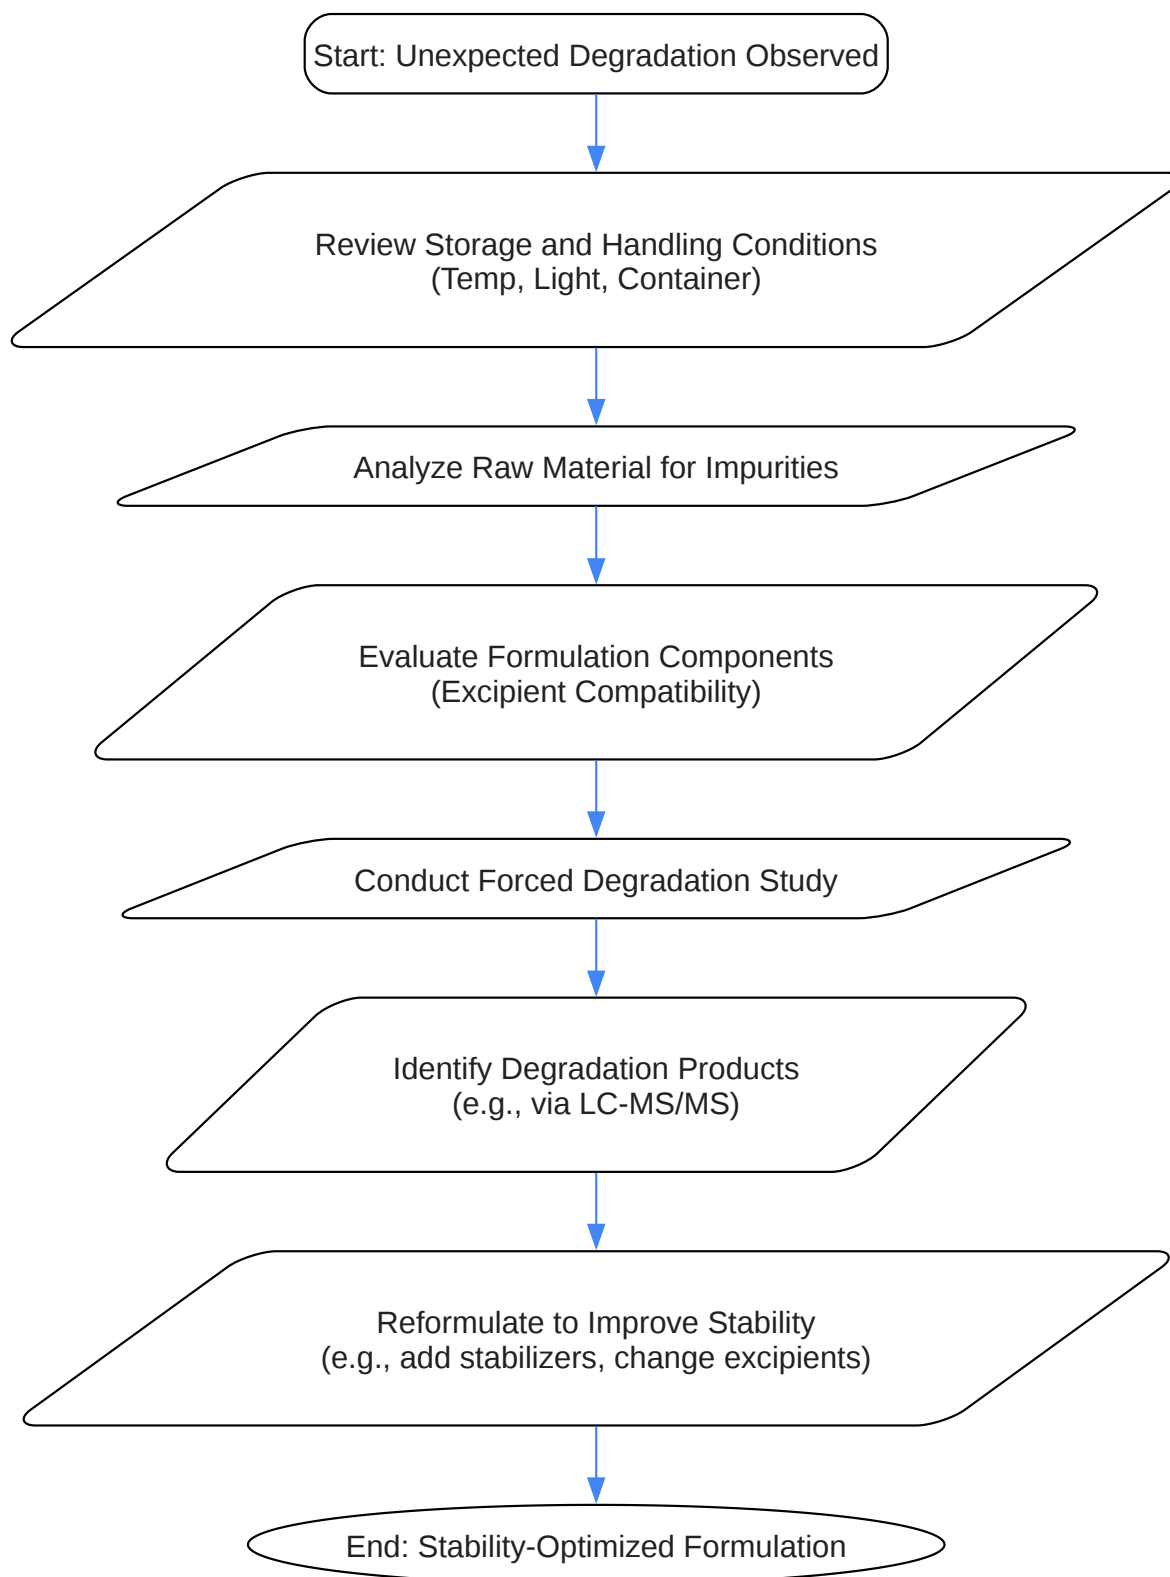 Start: Unexpected Degradation Observed
Review Storage and Handling Conditions
(Temp, Light, Container)
Analyze Raw Material for Impurities
Evaluate Formulation Components
(Excipient Compatibility)
Conduct Forced Degradation Study
Identify Degradation Products
(e.g., via LC-MS/MS)
Reformulate to Improve Stability
(e.g., add stabilizers, change excipients)
End: Stability-Optimized Formulation